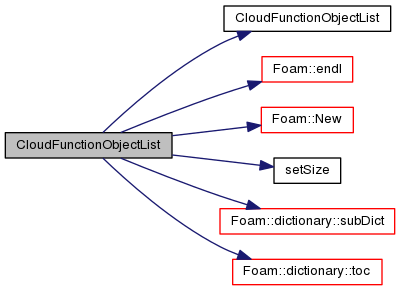 CloudFunctionObjectList
Foam::endl
Foam::New
CloudFunctionObjectList
setSize
Foam::dictionary::subDict
Foam::dictionary::toc